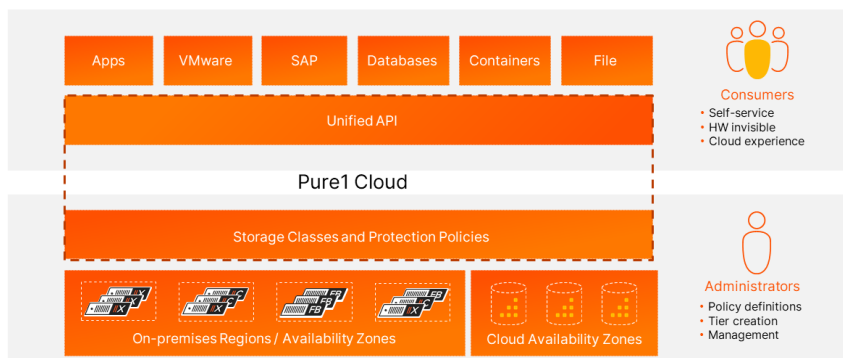 Apps
VMware
SAP
Databases
Containers
File
Unified API
Consumers
• Self-service
• HW invisible
• Cloud experience
Pure1 Cloud
Storage Classes and Protection Policies
Administrators
• Policy definitions
• Tier creation
• Management
On-premises Regions / Availability Zones
Cloud Availability Zones